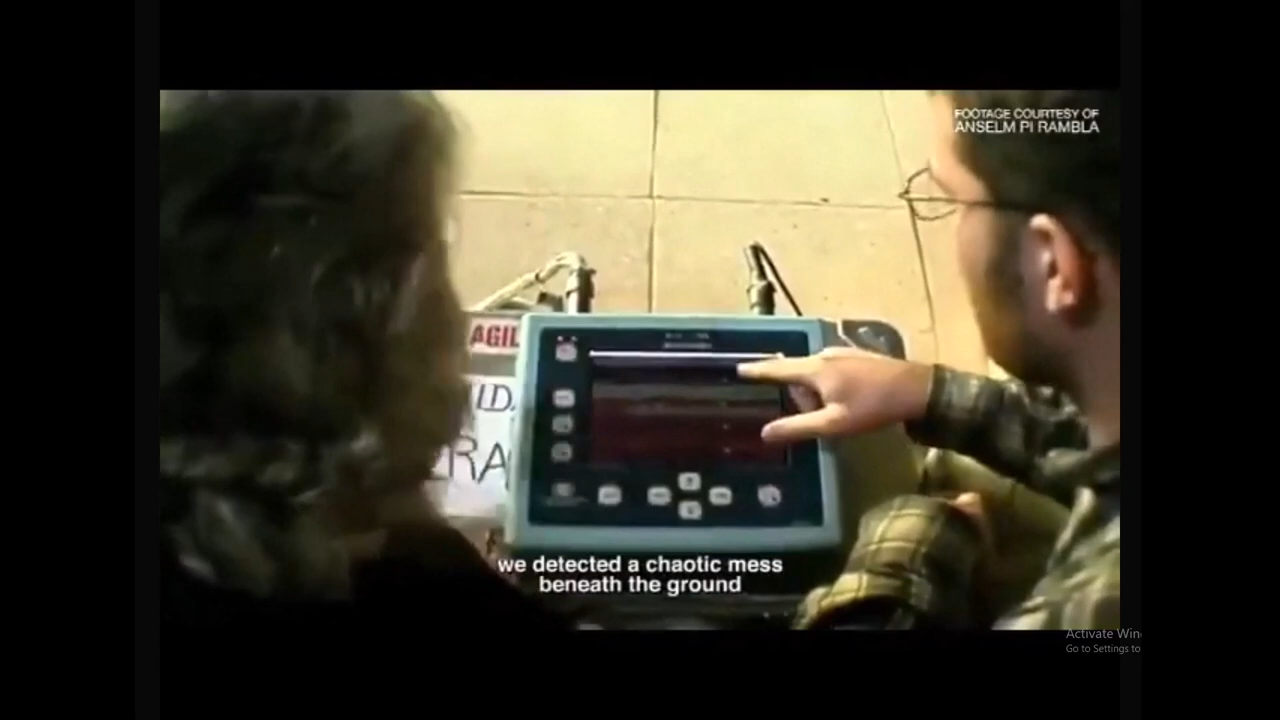 FOOTAGE COURTESY OF
ANSELM PI RAMBLA
AGIL
we detected a chaotic mess
beneath the ground
Activate Win
Go to Settings to